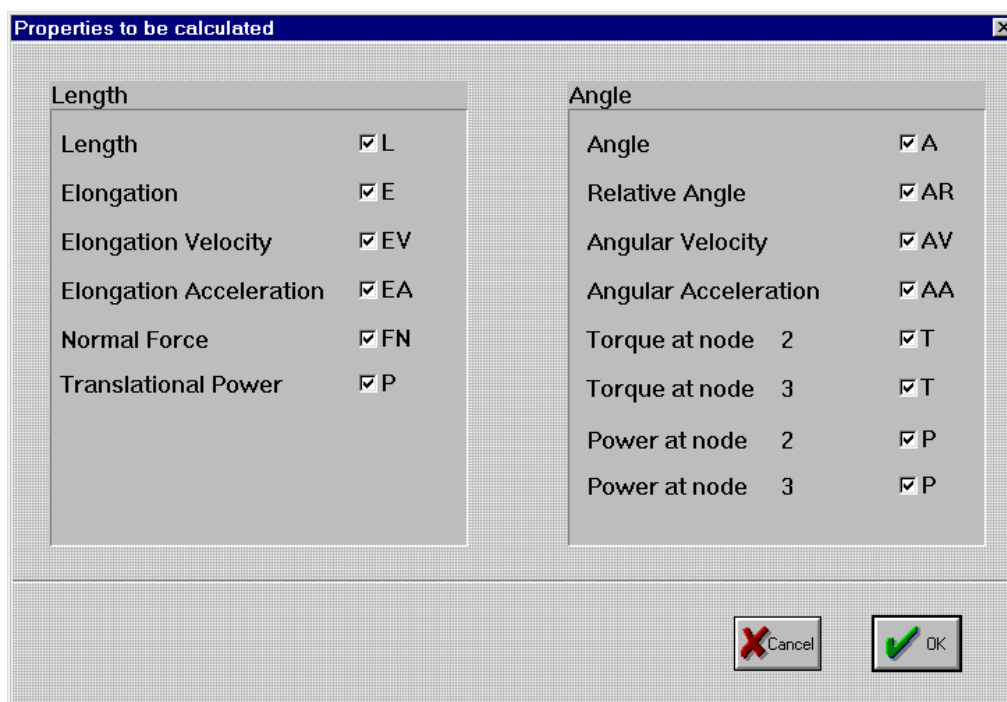 Properties to be calculated
Length
Length L
Elongation E
Elongation Velocity EV
Elongation Acceleration EA
Normal Force FN
Translational Power P
Angle
Angle A
Relative Angle AR
Angular Velocity AV
Angular Acceleration AA
Torque at node 2 T
Torque at node 3 T
Power at node 2 P
Power at node 3 P
Cancel
OK